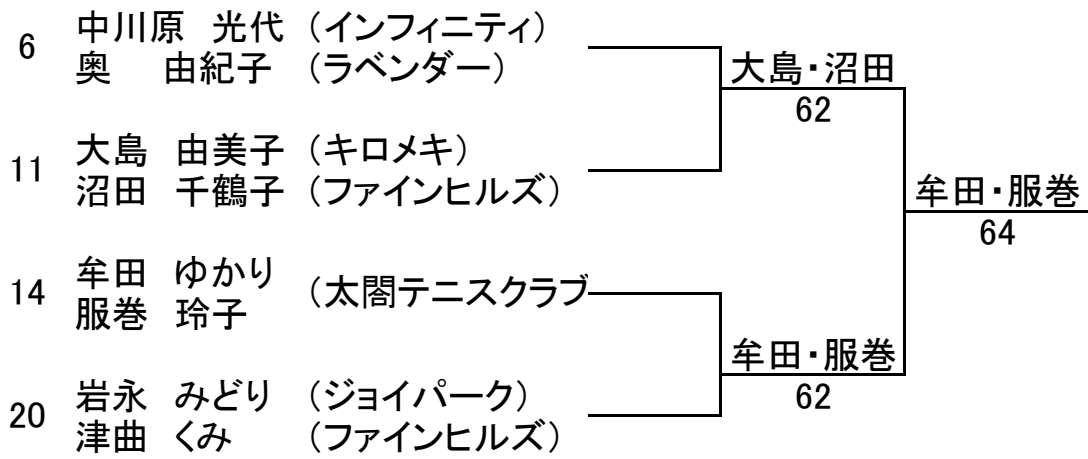 6 中川原 光代 (インフィニティ)
奥 由紀子 (ラベンダー)
大島・沼田
62
11 大島 由美子 (キロメキ)
沼田 千鶴子 (ファインヒルズ)
牟田・服巻
64
14 牟田 ゆかり
服巻 玲子
(太閤テニスクラブ
牟田・服巻
62
20 岩永 みどり (ジョイパーク)
津曲 くみ (ファインヒルズ)